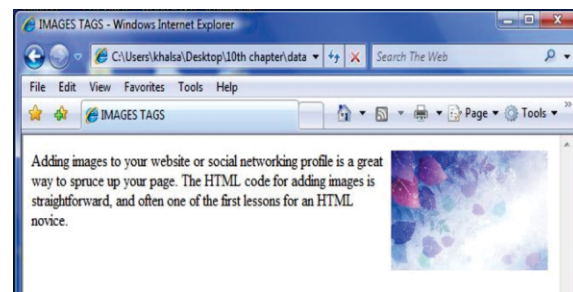 IMAGES TAGS - Windows Internet Explorer
C:\Users\khalsa\Desktop\10th chapter\data
Search The Web
File Edit View Favorites Tools Help
IMAGES TAGS
Page Tools
Adding images to your website or social networking profile is a great
way to spruce up your page. The HTML code for adding images is
straightforward, and often one of the first lessons for an HTML
novice.